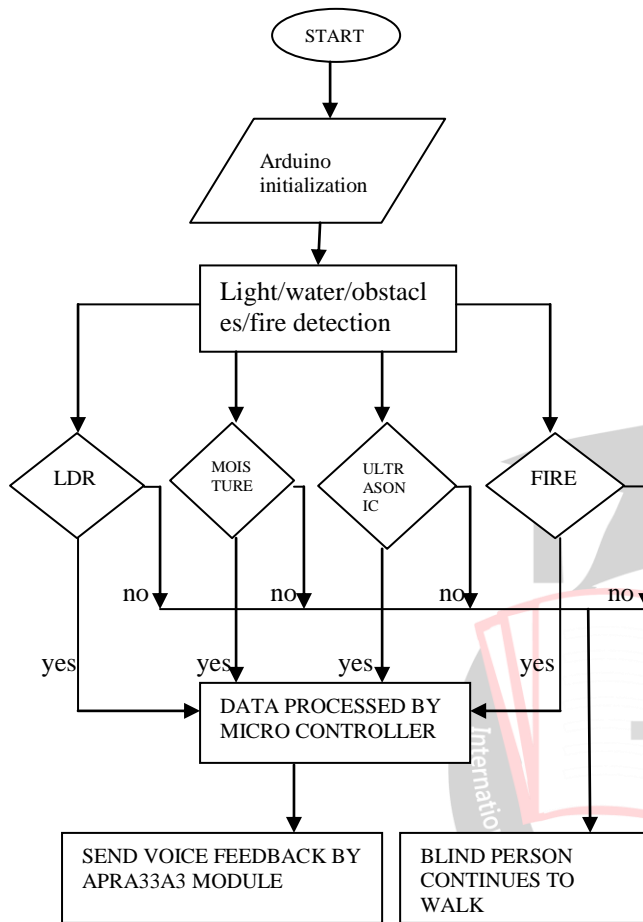 START
Arduino
initialization
Light/water/obstacl
es/fire detection
LDR
MOIS
TURE
ULTR
ASON
IC
FIRE
no
no
no
no
yes
yes
yes
yes
DATA PROCESSED BY
MICRO CONTROLLER
Internatio
SEND VOICE FEEDBACK BY
APRA33A3 MODULE
BLIND PERSON
CONTINUES TO
WALK